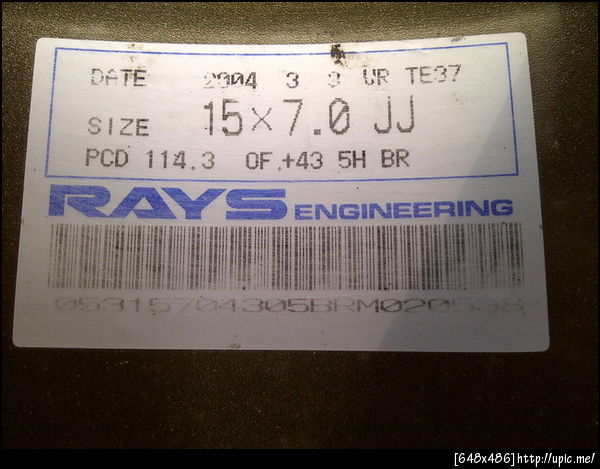 DATE 2004 3 3 VR TE37
SIZE 15×7.0 JJ
PCD 114.3 OF.+43 5H BR
RAYS ENGINEERING
[648x486]http://upic.me/